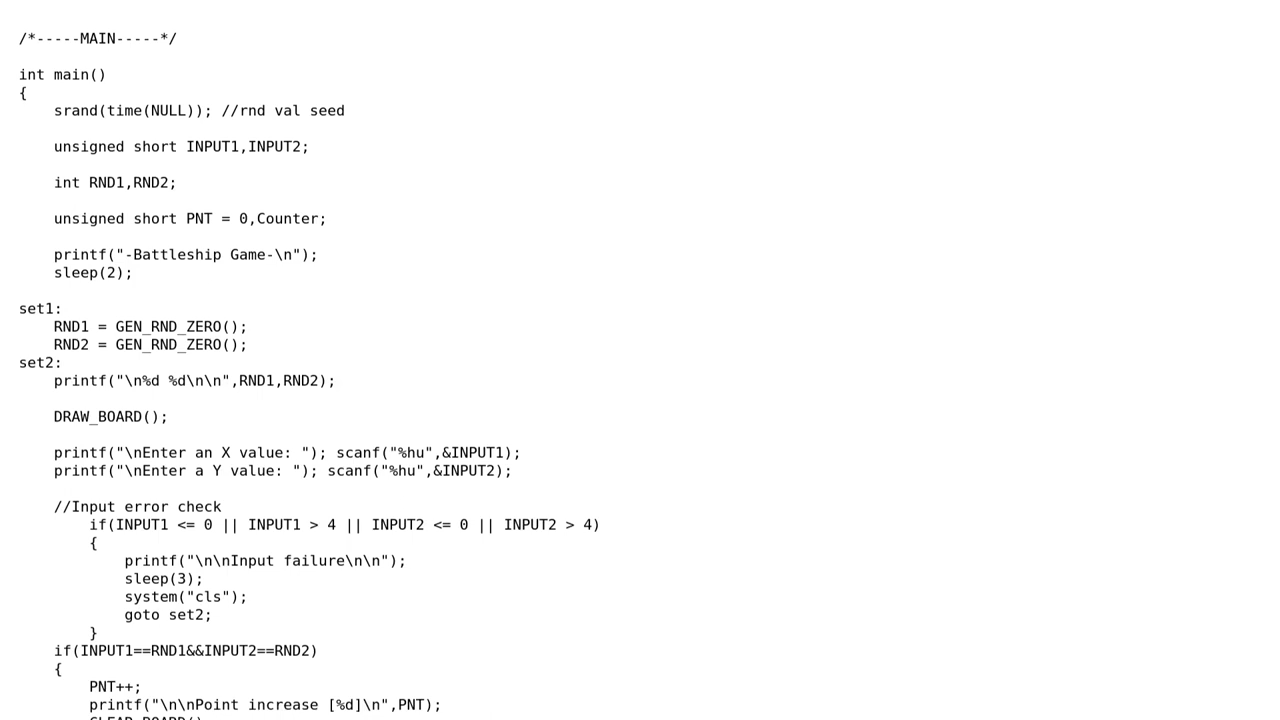 /*-----MAIN-----*/
int main()
{
srand(time(NULL)); //rnd val seed
unsigned short INPUT1,INPUT2;
int RND1,RND2;
unsigned short PNT = 0,Counter;
printf("-Battleship Game-\n");
sleep(2);
set1:
RND1 = GEN_RND_ZERO();
RND2 = GEN_RND_ZERO();
set2:
printf("\n%d %d\n\n",RND1,RND2);
DRAW_BOARD();
printf("\nEnter an X value: "); scanf("%hu",&INPUT1);
printf("\nEnter a Y value: "); scanf("%hu",&INPUT2);
//Input error check
if(INPUT1 <= 0 || INPUT1 > 4 || INPUT2 <= 0 || INPUT2 > 4)
{
printf("\n\nInput failure\n\n");
sleep(3);
system("cls");
goto set2;
}
if(INPUT1==RND1&&INPUT2==RND2)
{
PNT++;
printf("\n\nPoint increase [%d]\n",PNT);